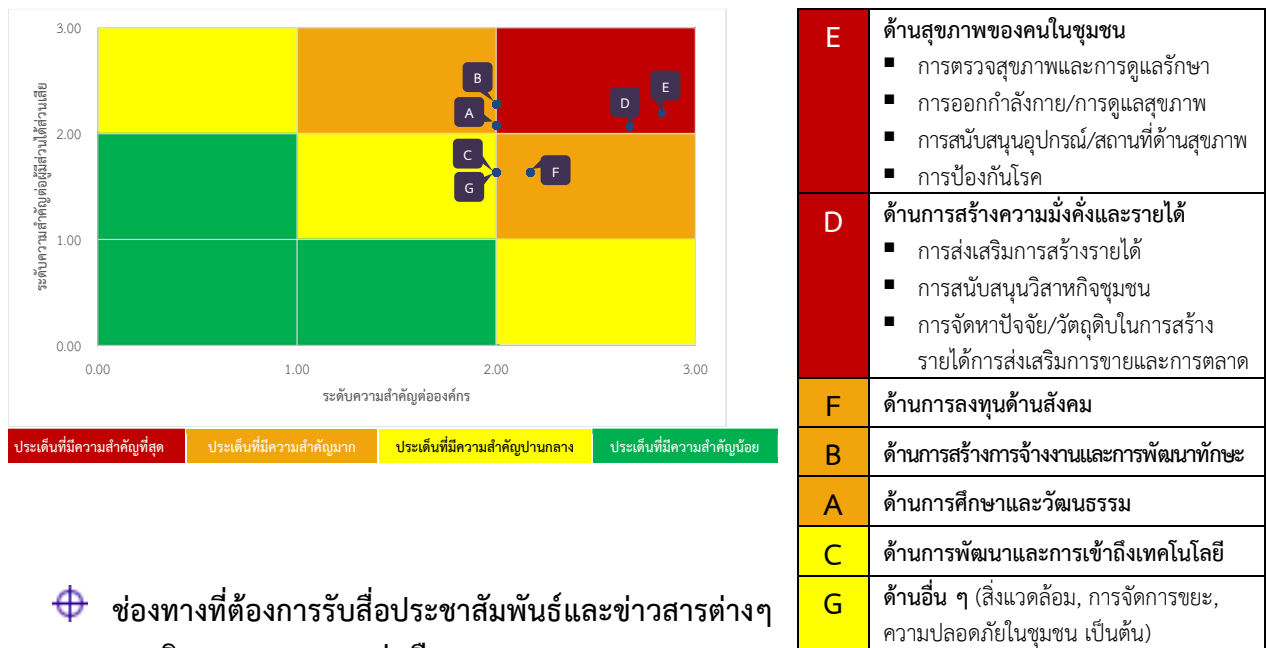 3.00
2.00
1.00
0.00
0.00
1.00
2.00
3.00
ระดับความสำคัญต่อผู้มีส่วนได้ส่วนเสีย
ระดับความสำคัญต่อองค์กร
B
A
C
G
F
D
E
ประเด็นที่มีความสำคัญที่สุด
ประเด็นที่มีความสำคัญมาก
ประเด็นที่มีความสำคัญปานกลาง
ประเด็นที่มีความสำคัญน้อย
E
ด้านสุขภาพของคนในชุมชน
▪ การตรวจสุขภาพและการดูแลรักษา
▪ การออกกำลังกาย/การดูแลสุขภาพ
▪ การสนับสนุนอุปกรณ์/สถานที่ด้านสุขภาพ
▪ การป้องกันโรค
D
ด้านการสร้างความมั่งคั่งและรายได้
▪ การส่งเสริมการสร้างรายได้
▪ การสนับสนุนวิสาหกิจชุมชน
▪ การจัดหาปัจจัย/วัตถุดิบในการสร้าง
รายได้การส่งเสริมการขายและการตลาด
F
ด้านการลงทุนด้านสังคม
B
ด้านการสร้างการจ้างงานและการพัฒนาทักษะ
A
ด้านการศึกษาและวัฒนธรรม
C
ด้านการพัฒนาและการเข้าถึงเทคโนโลยี
G
ด้านอื่น ๆ (สิ่งแวดล้อม, การจัดการขยะ,
ความปลอดภัยในชุมชน เป็นต้น)
ช่องทางที่ต้องการรับสื่อประชาสัมพันธ์และข่าวสารต่างๆ